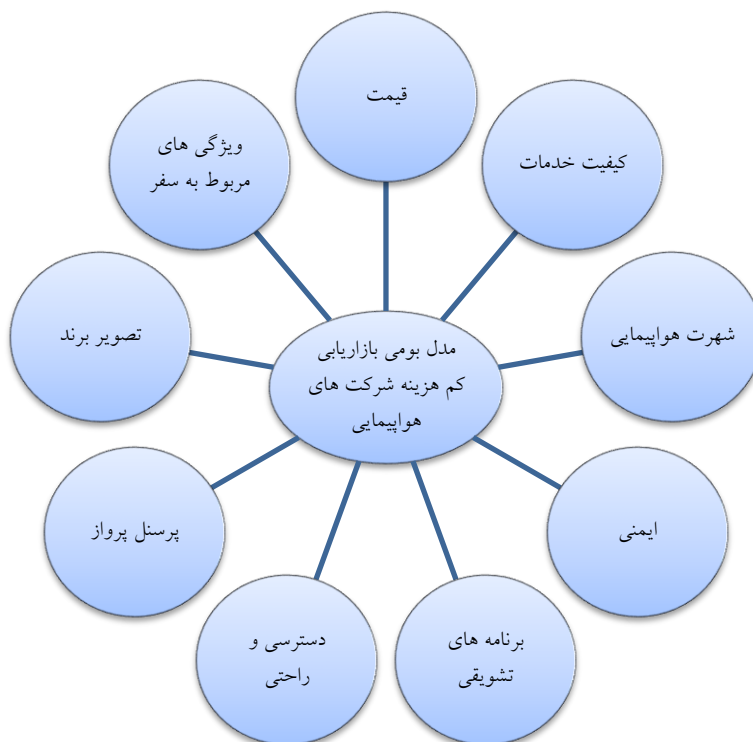 قیمت
کیفیت خدمات
شهرت هواپیمایی
ایمنی
برنامه های
تشویقی
دسترسی و
راحتی
پرسنل پرواز
تصویر برند
ویژگی های
مربوط به سفر
مدل بومی بازاریابی
کم هزینه شرکت های
هواپیمایی